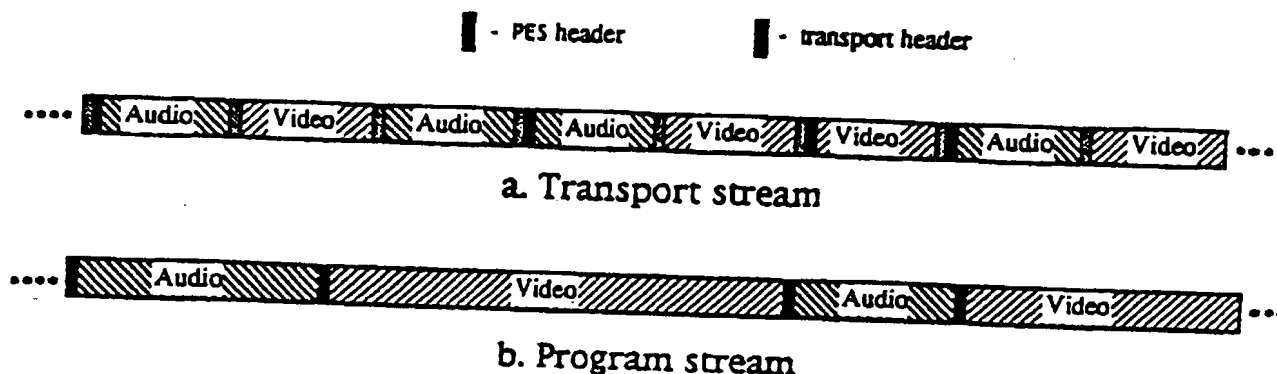 - PES header - transport header
.... Audio Video Audio Audio Video Video Audio Video ...
a. Transport stream
.... Audio Video Audio Video ...
b. Program stream